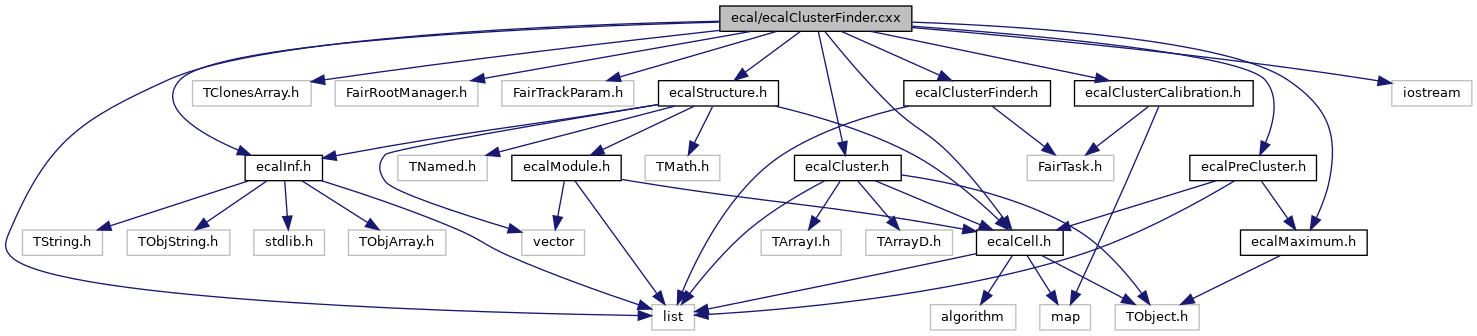 ecal/ecalClusterFinder.cxx
TClonesArray.h
FairRootManager.h
FairTrackParam.h
ecalStructure.h
ecalClusterFinder.h
ecalClusterCalibration.h
iostream
ecalInf.h
TNamed.h
ecalModule.h
TMath.h
ecalCluster.h
FairTask.h
ecalPreCluster.h
TString.h
TObjString.h
stdlib.h
TObjArray.h
vector
TArrayI.h
TArrayD.h
ecalCell.h
ecalMaximum.h
list
algorithm
map
TObject.h